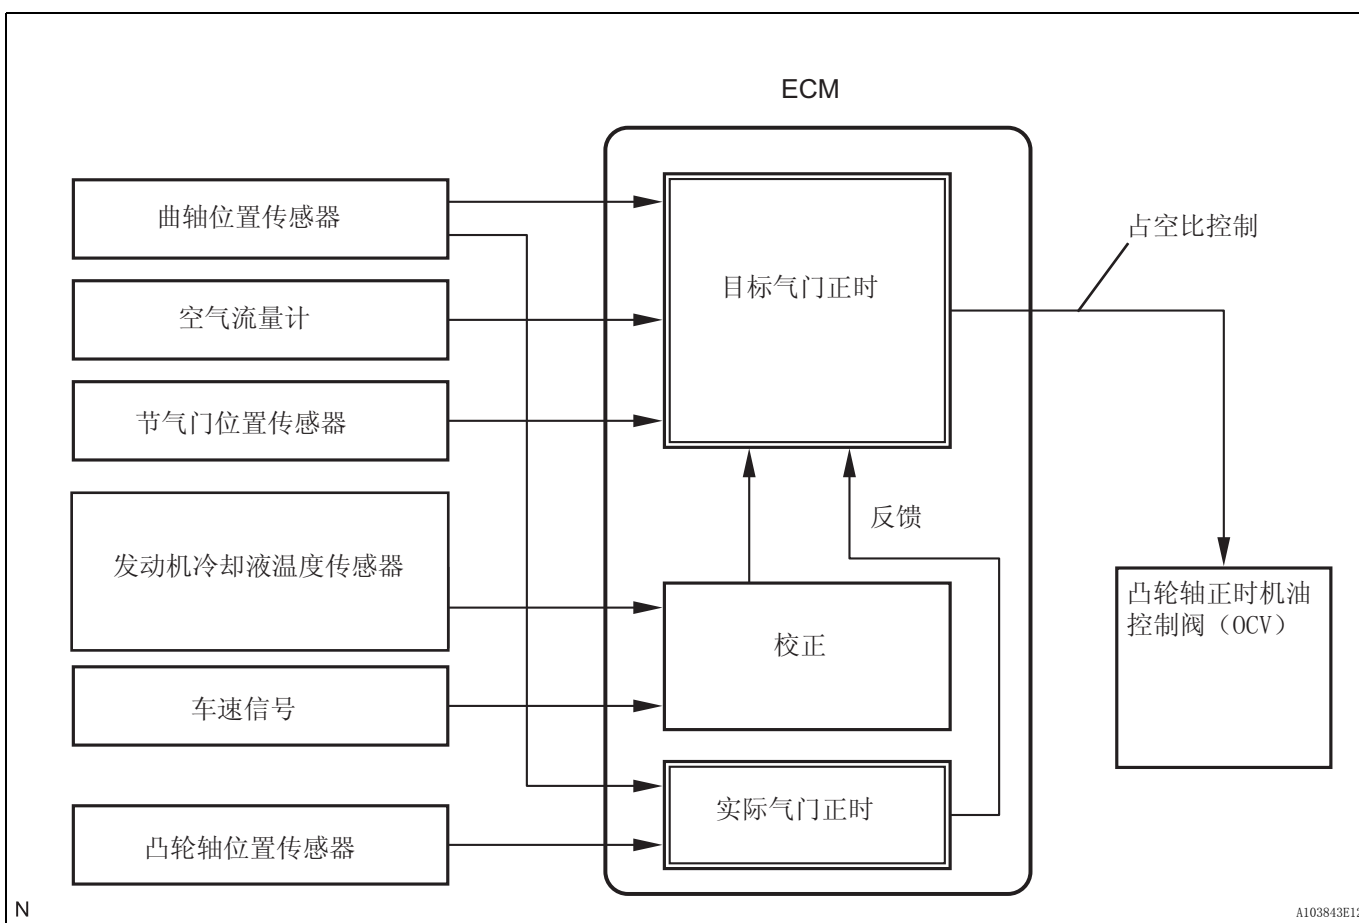 ECM
曲轴位置传感器
空气流量计
节气门位置传感器
发动机冷却液温度传感器
车速信号
凸轮轴位置传感器
目标气门正时
反馈
校正
实际气门正时
占空比控制
凸轮轴正时机油
控制阀（OCV）
N
A103843E12